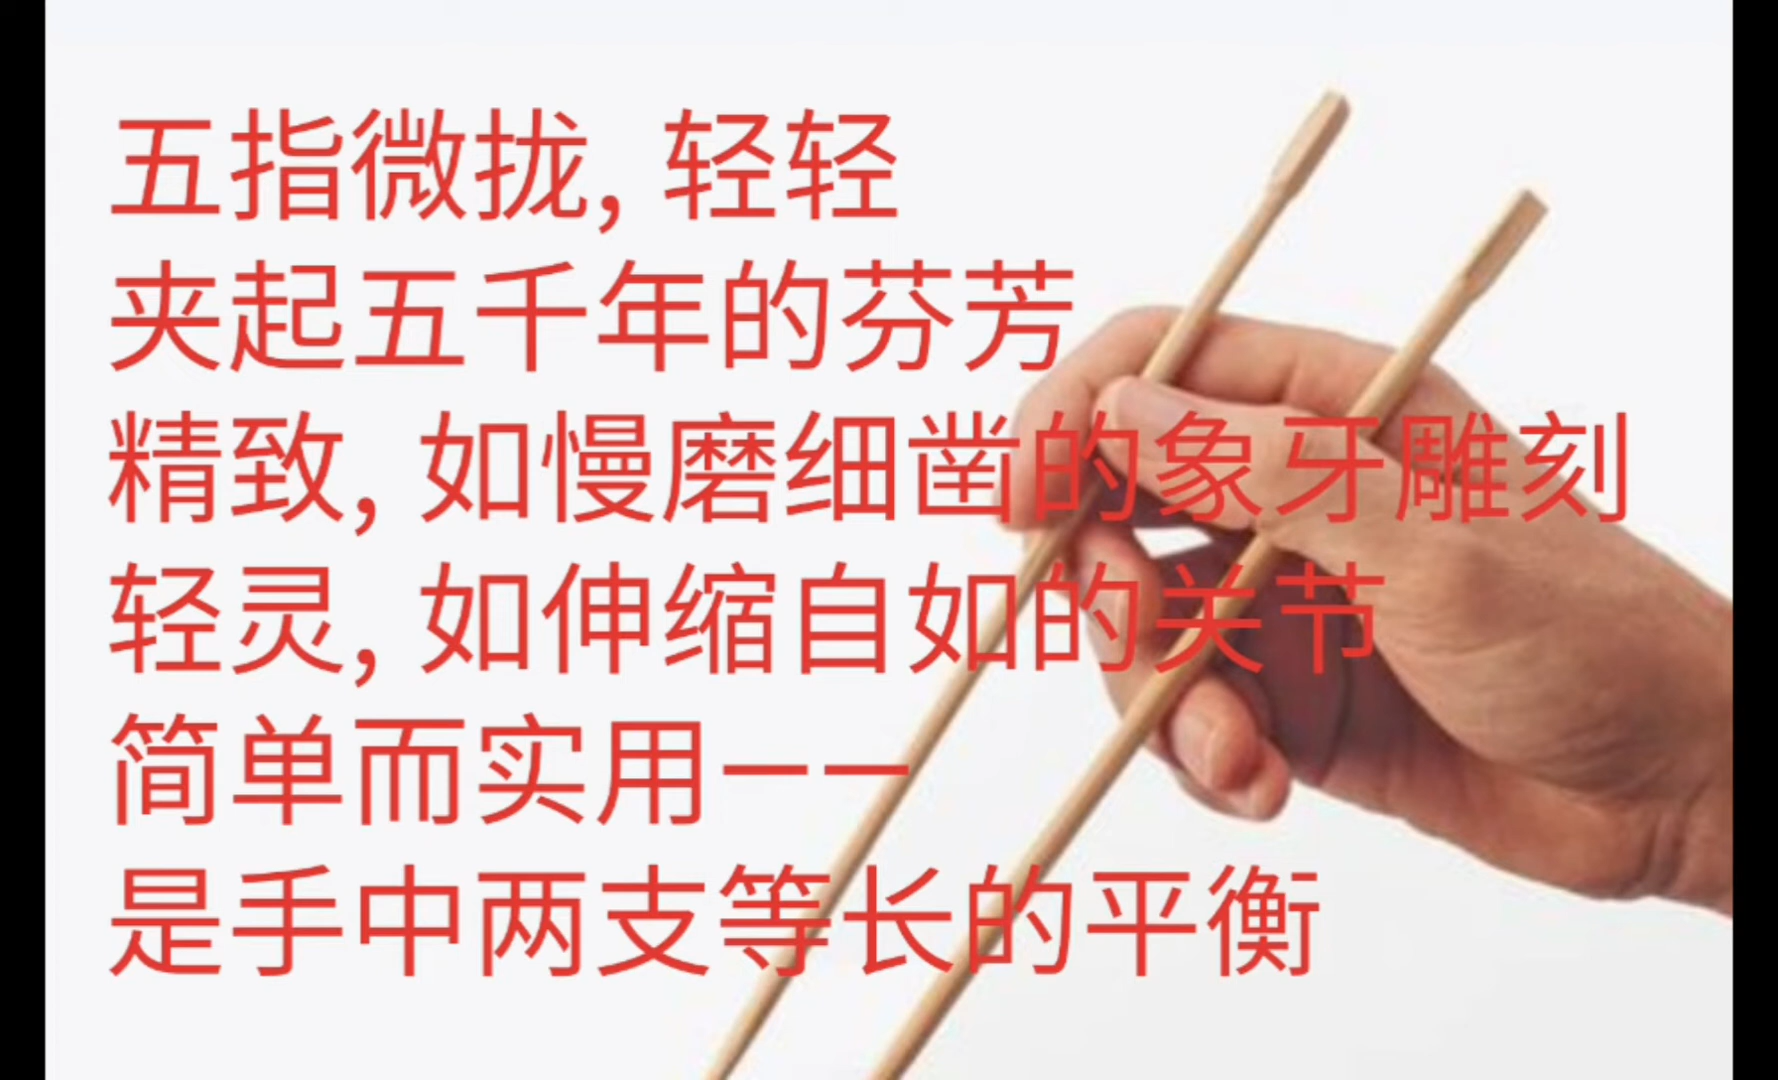 五指微拢, 轻轻
夹起五千年的芬芳
精致, 如慢磨细凿的象牙雕刻
轻灵, 如伸缩自如的关节
简单而实用——
是手中两支等长的平衡